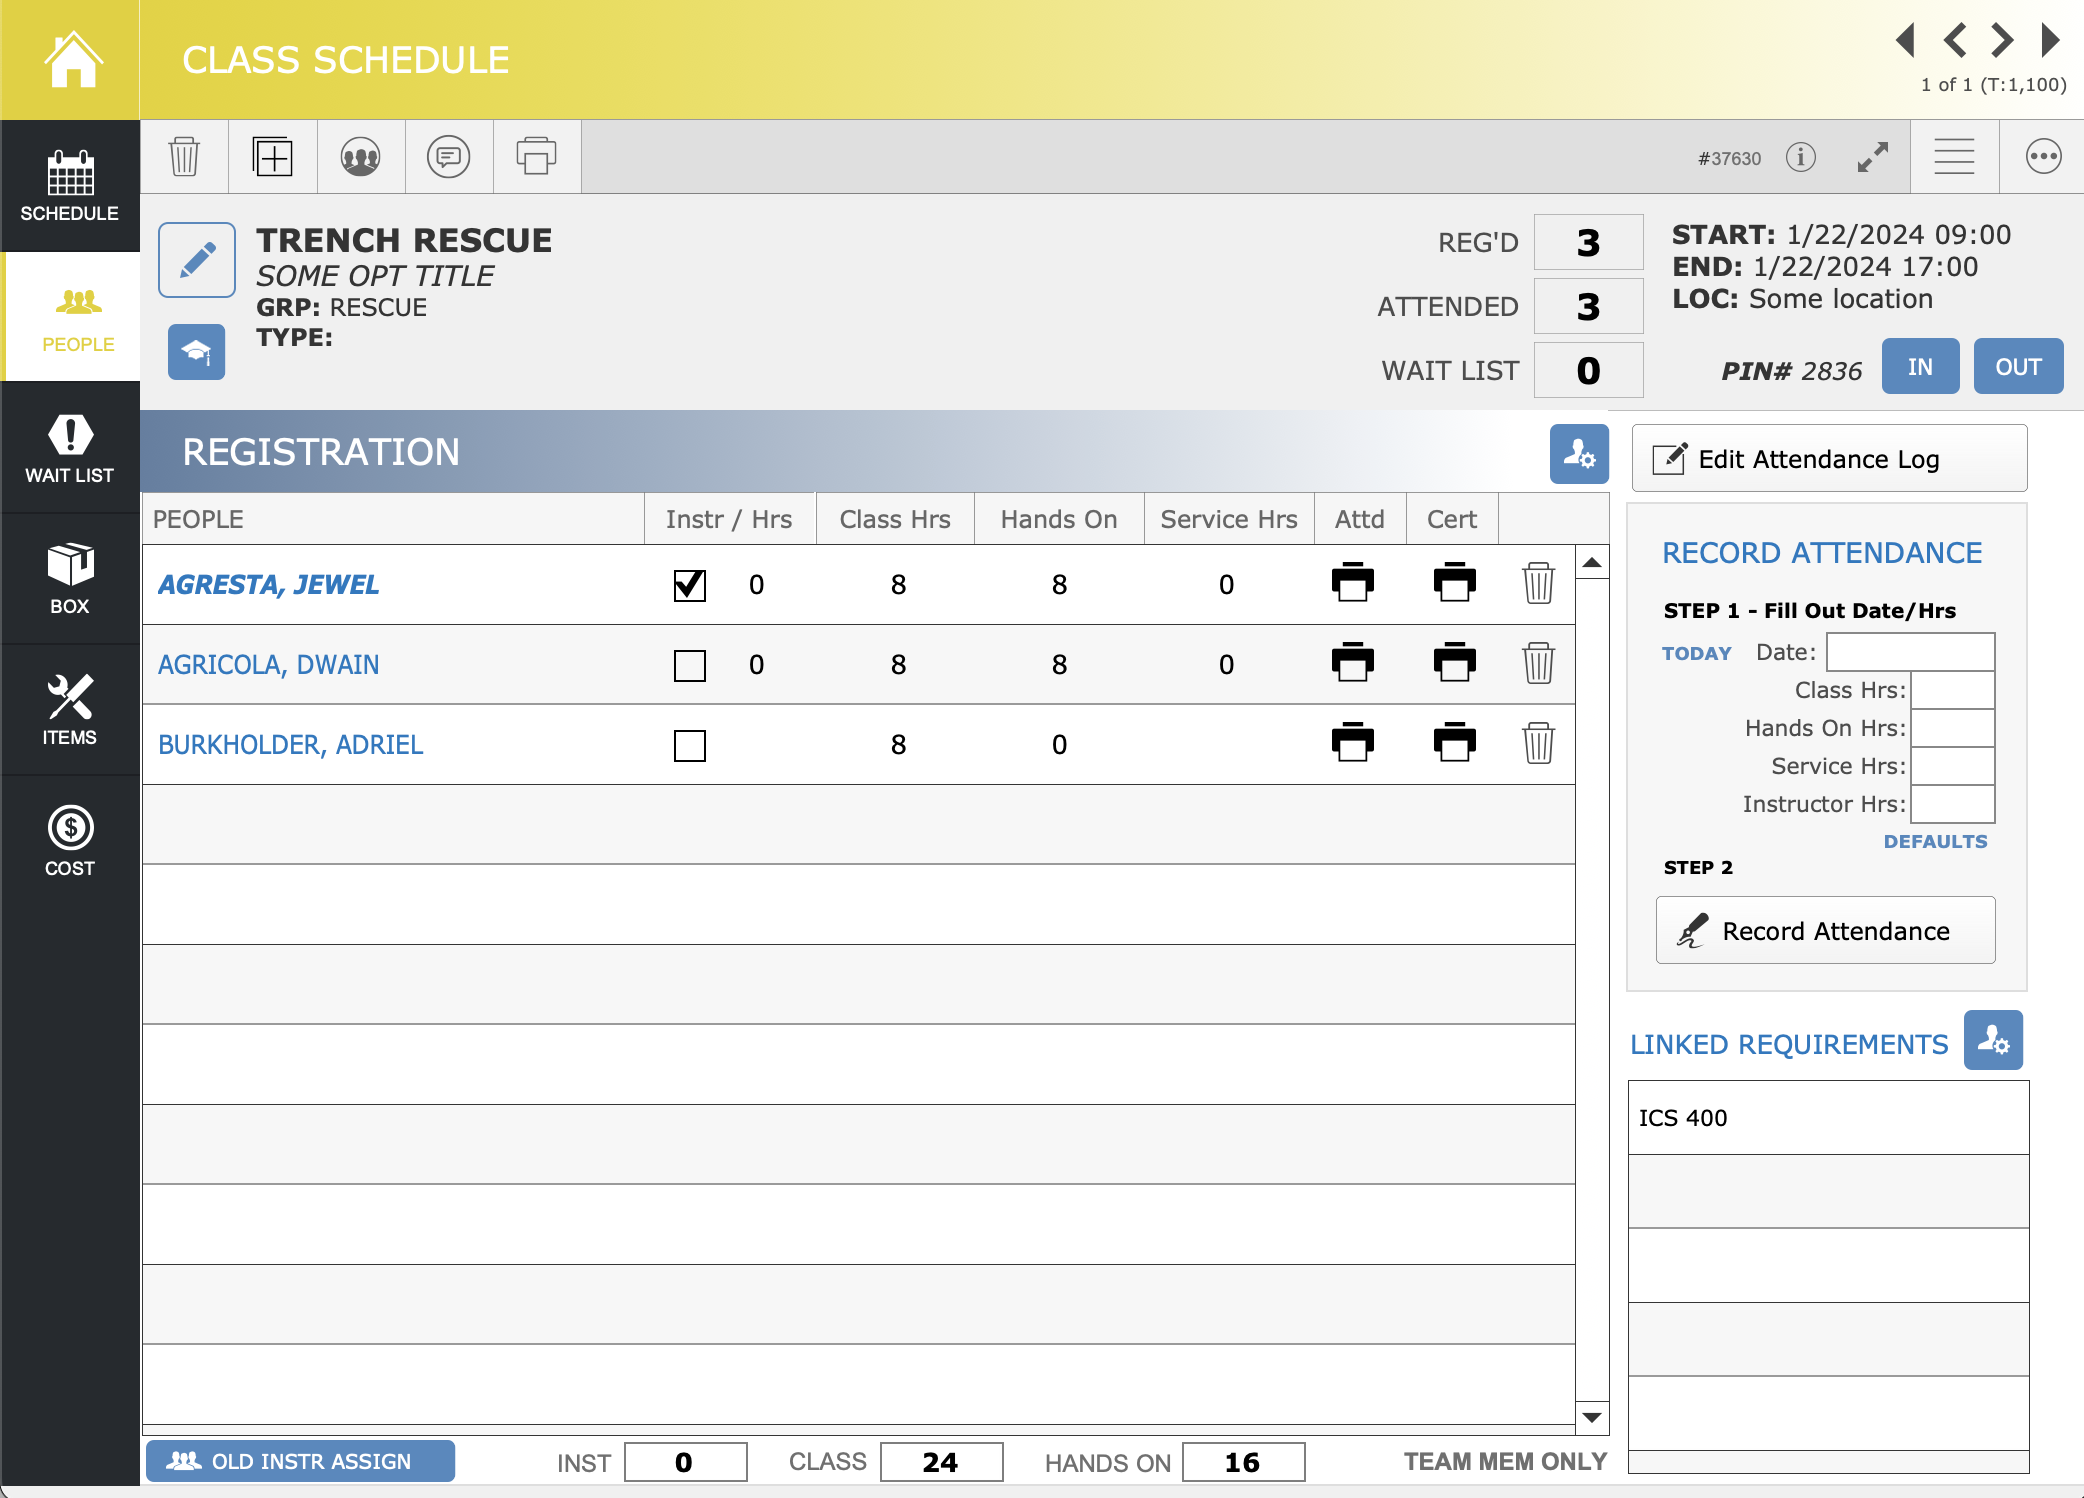 CLASS SCHEDULE
1 of 1 (T:1,100)
#37630
SCHEDULE
PEOPLE
WAIT LIST
BOX
ITEMS
COST
TRENCH RESCUE
SOME OPT TITLE
GRP: RESCUE
TYPE:
REG'D 3
ATTENDED 3
WAIT LIST 0
START: 1/22/2024 09:00
END: 1/22/2024 17:00
LOC: Some location
PIN# 2836 IN OUT
REGISTRATION
PEOPLE Instr / Hrs Class Hrs Hands On Service Hrs Attd Cert
AGRESTA, JEWEL 0 8 8 0
AGRICOLA, DWAIN 0 8 8 0
BURKHOLDER, ADRIEL 8 0
OLD INSTR ASSIGN INST 0 CLASS 24 HANDS ON 16 TEAM MEM ONLY
Edit Attendance Log
RECORD ATTENDANCE
STEP 1 - Fill Out Date/Hrs
TODAY Date:
Class Hrs:
Hands On Hrs:
Service Hrs:
Instructor Hrs:
DEFAULTS
STEP 2
Record Attendance
LINKED REQUIREMENTS
ICS 400